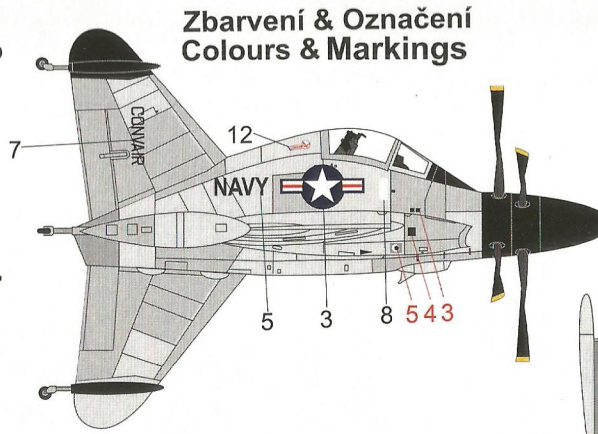 Zbarvení & Označení
Colours & Markings
12
7
CONVAIR
NAVY
5
3
8
5 4 3